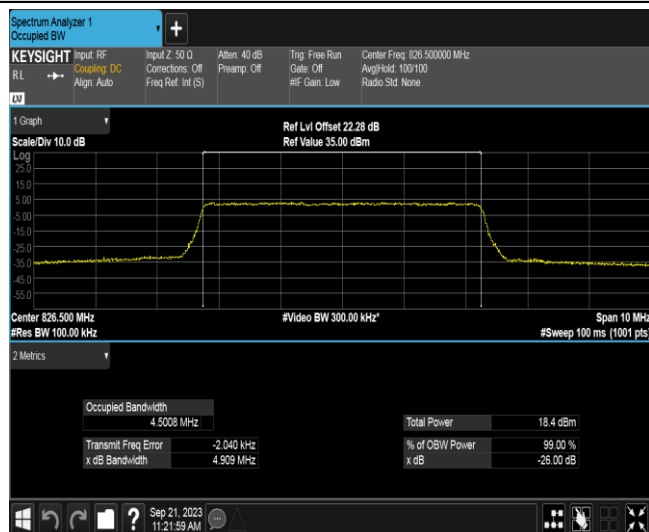 Spectrum Analyzer 1
Occupied BW
+
KEYSIGHT Input: RF Input Z: 50 Ω Atten: 40 dB Trig: Free Run Center Freq: 826.500000 MHz
RL Coupling: DC Corrections: Off Preamp: Off Gate: Off Avg|Hold: 100/100
Align: Auto Freq Ref: Int (S) #IF Gain: Low Radio Std: None
LXI
1 Graph
Ref Lvl Offset 22.28 dB
Scale/Div 10.0 dB Ref Value 35.00 dBm
Log
25.0
15.0
5.00
-5.00
-15.0
-25.0
-35.0
-45.0
-55.0
Center 826.500 MHz #Video BW 300.00 kHz* Span 10 MHz
#Res BW 100.00 kHz #Sweep 100 ms (1001 pts)
2 Metrics
Occupied Bandwidth
4.5008 MHz Total Power 18.4 dBm
Transmit Freq Error -2.040 kHz % of OBW Power 99.00 %
x dB Bandwidth 4.909 MHz x dB -26.00 dB
? Sep 21, 2023
11:21:59 AM